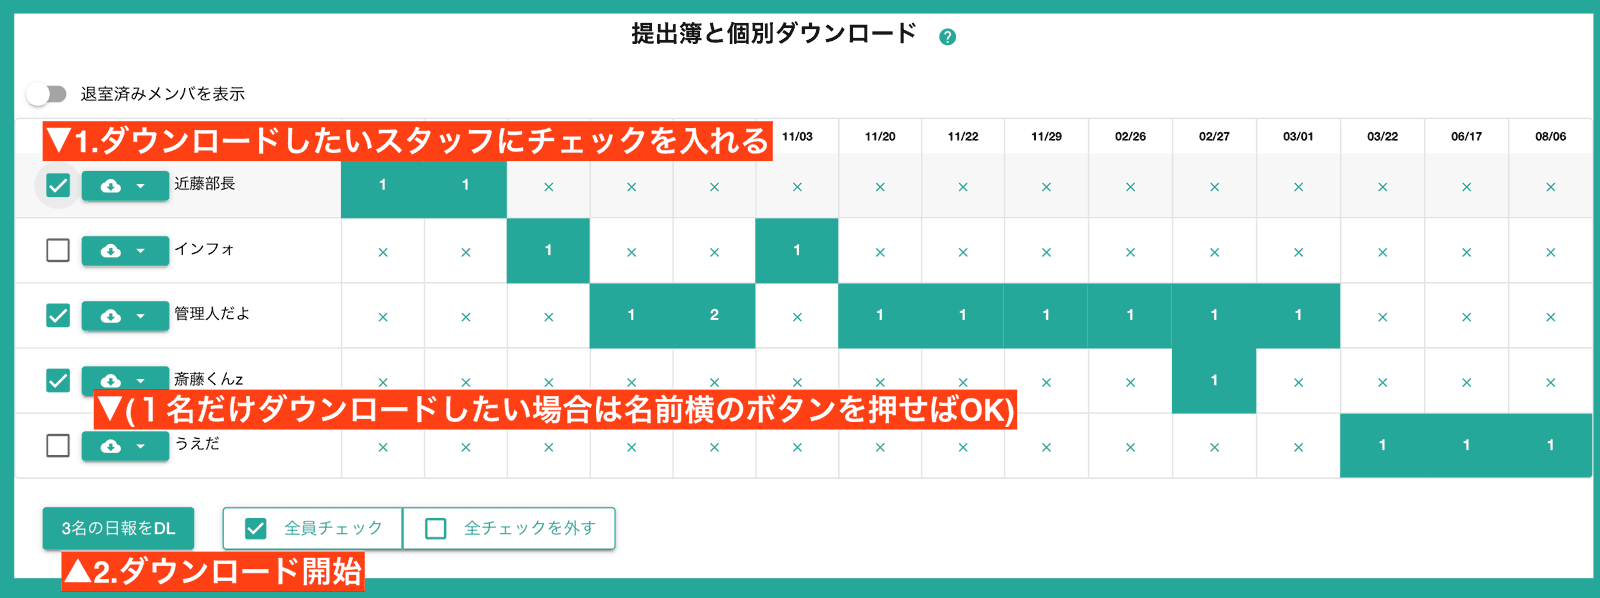 提出簿と個別ダウンロード ?
退室済みメンバを表示
▼1.ダウンロードしたいスタッフにチェックを入れる 11/03 11/20 11/22 11/29 02/26 02/27 03/01 03/22 06/17 08/06
近藤部長 1 1 × × × × × × × × × × × × ×
インフォ × × 1 × × 1 × × × × × × × × ×
管理人だよ × × × 1 2 × 1 1 1 1 1 1 × × ×
斎藤くんz × × × × × × × × × × 1 × × × ×
▼(１名だけダウンロードしたい場合は名前横のボタンを押せばOK)
うえだ × × × × × × × × × × × × 1 1 1
3名の日報をDL 全員チェック 全チェックを外す
▲2.ダウンロード開始